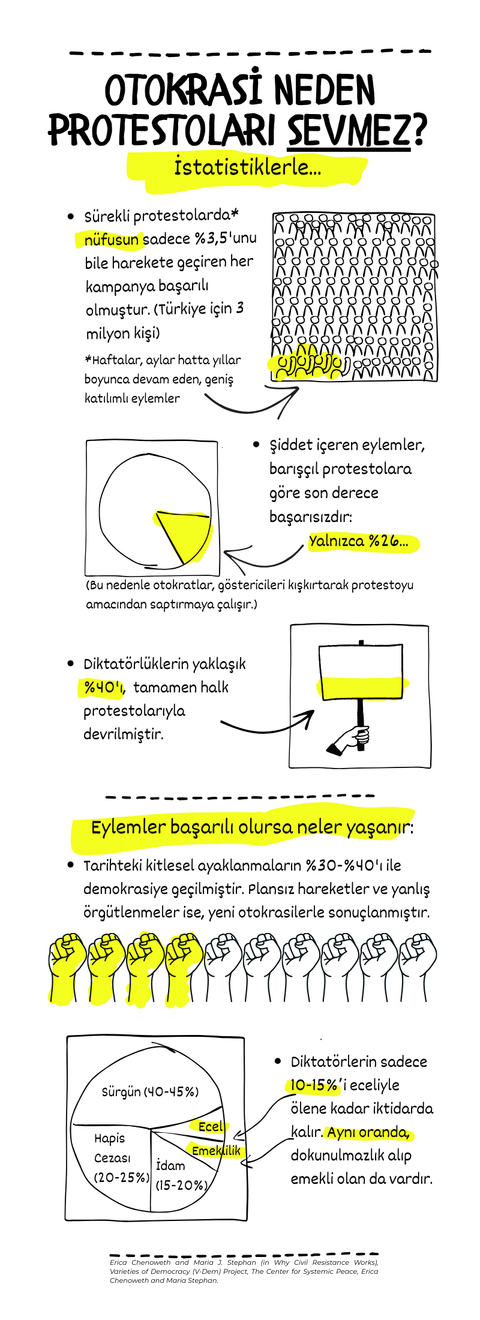 OTOKRASİ NEDEN
PROTESTOLARI SEVMEZ?
İstatistiklerle...
• Sürekli protestolarda*
nüfusun sadece %3,5'unu
bile harekete geçiren her
kampanya başarılı
olmuştur. (Türkiye için 3
milyon kişi)
*Haftalar, aylar hatta yıllar
boyunca devam eden, geniş
katılımlı eylemler
• Şiddet içeren eylemler,
barışçıl protestolara
göre son derece
başarısızdır:
Yalnızca %26...
(Bu nedenle otokratlar, göstericileri kışkırtarak protestoyu
amacından saptırmaya çalışır.)
• Diktatörlüklerin yaklaşık
%40'ı, tamamen halk
protestolarıyla
devrilmiştir.
Eylemler başarılı olursa neler yaşanır:
• Tarihteki kitlesel ayaklanmaların %30-%40'ı ile
demokrasiye geçilmiştir. Plansız hareketler ve yanlış
örgütlenmeler ise, yeni otokrasilerle sonuçlanmıştır.
Sürgün (40-45%)
Ecel
Emeklilik
Hapis
Cezası
(20-25%)
İdam
(15-20%)
• Diktatörlerin sadece
10-15%'i eceliyle
ölene kadar iktidarda
kalır. Aynı oranda,
dokunulmazlık alıp
emekli olan da vardır.
Erica Chenoweth and Maria J. Stephan (in Why Civil Resistance Works),
Varieties of Democracy (V-Dem) Project, The Center for Systemic Peace, Erica
Chenoweth and Maria Stephan.